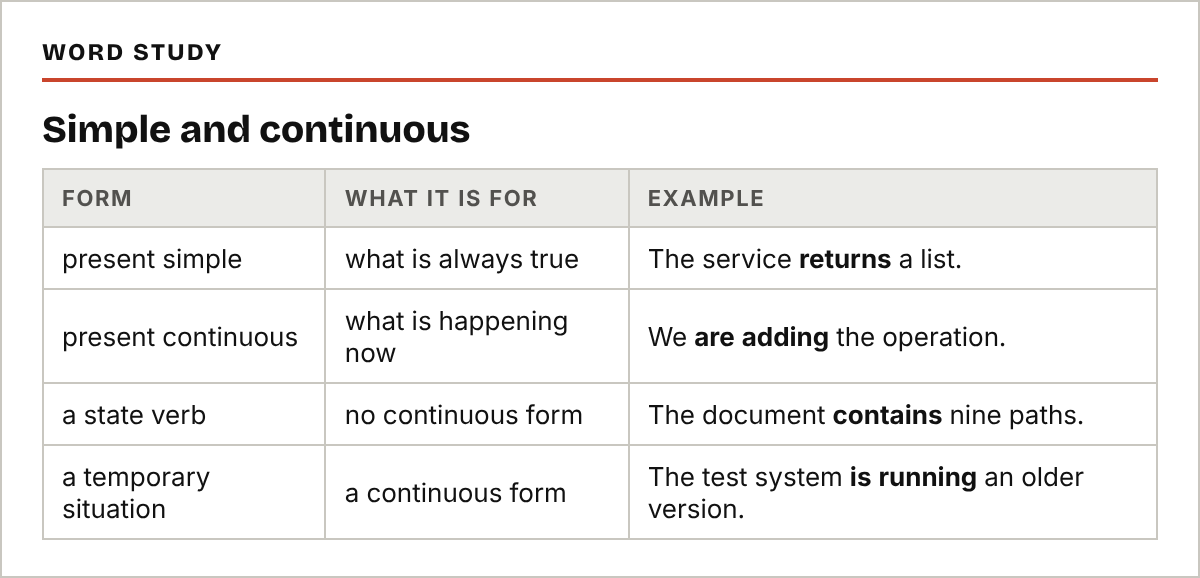 WORD STUDY
Simple and continuous
FORM WHAT IT IS FOR EXAMPLE
present simple what is always true The service returns a list.
present continuous what is happening now We are adding the operation.
a state verb no continuous form The document contains nine paths.
a temporary situation a continuous form The test system is running an older version.